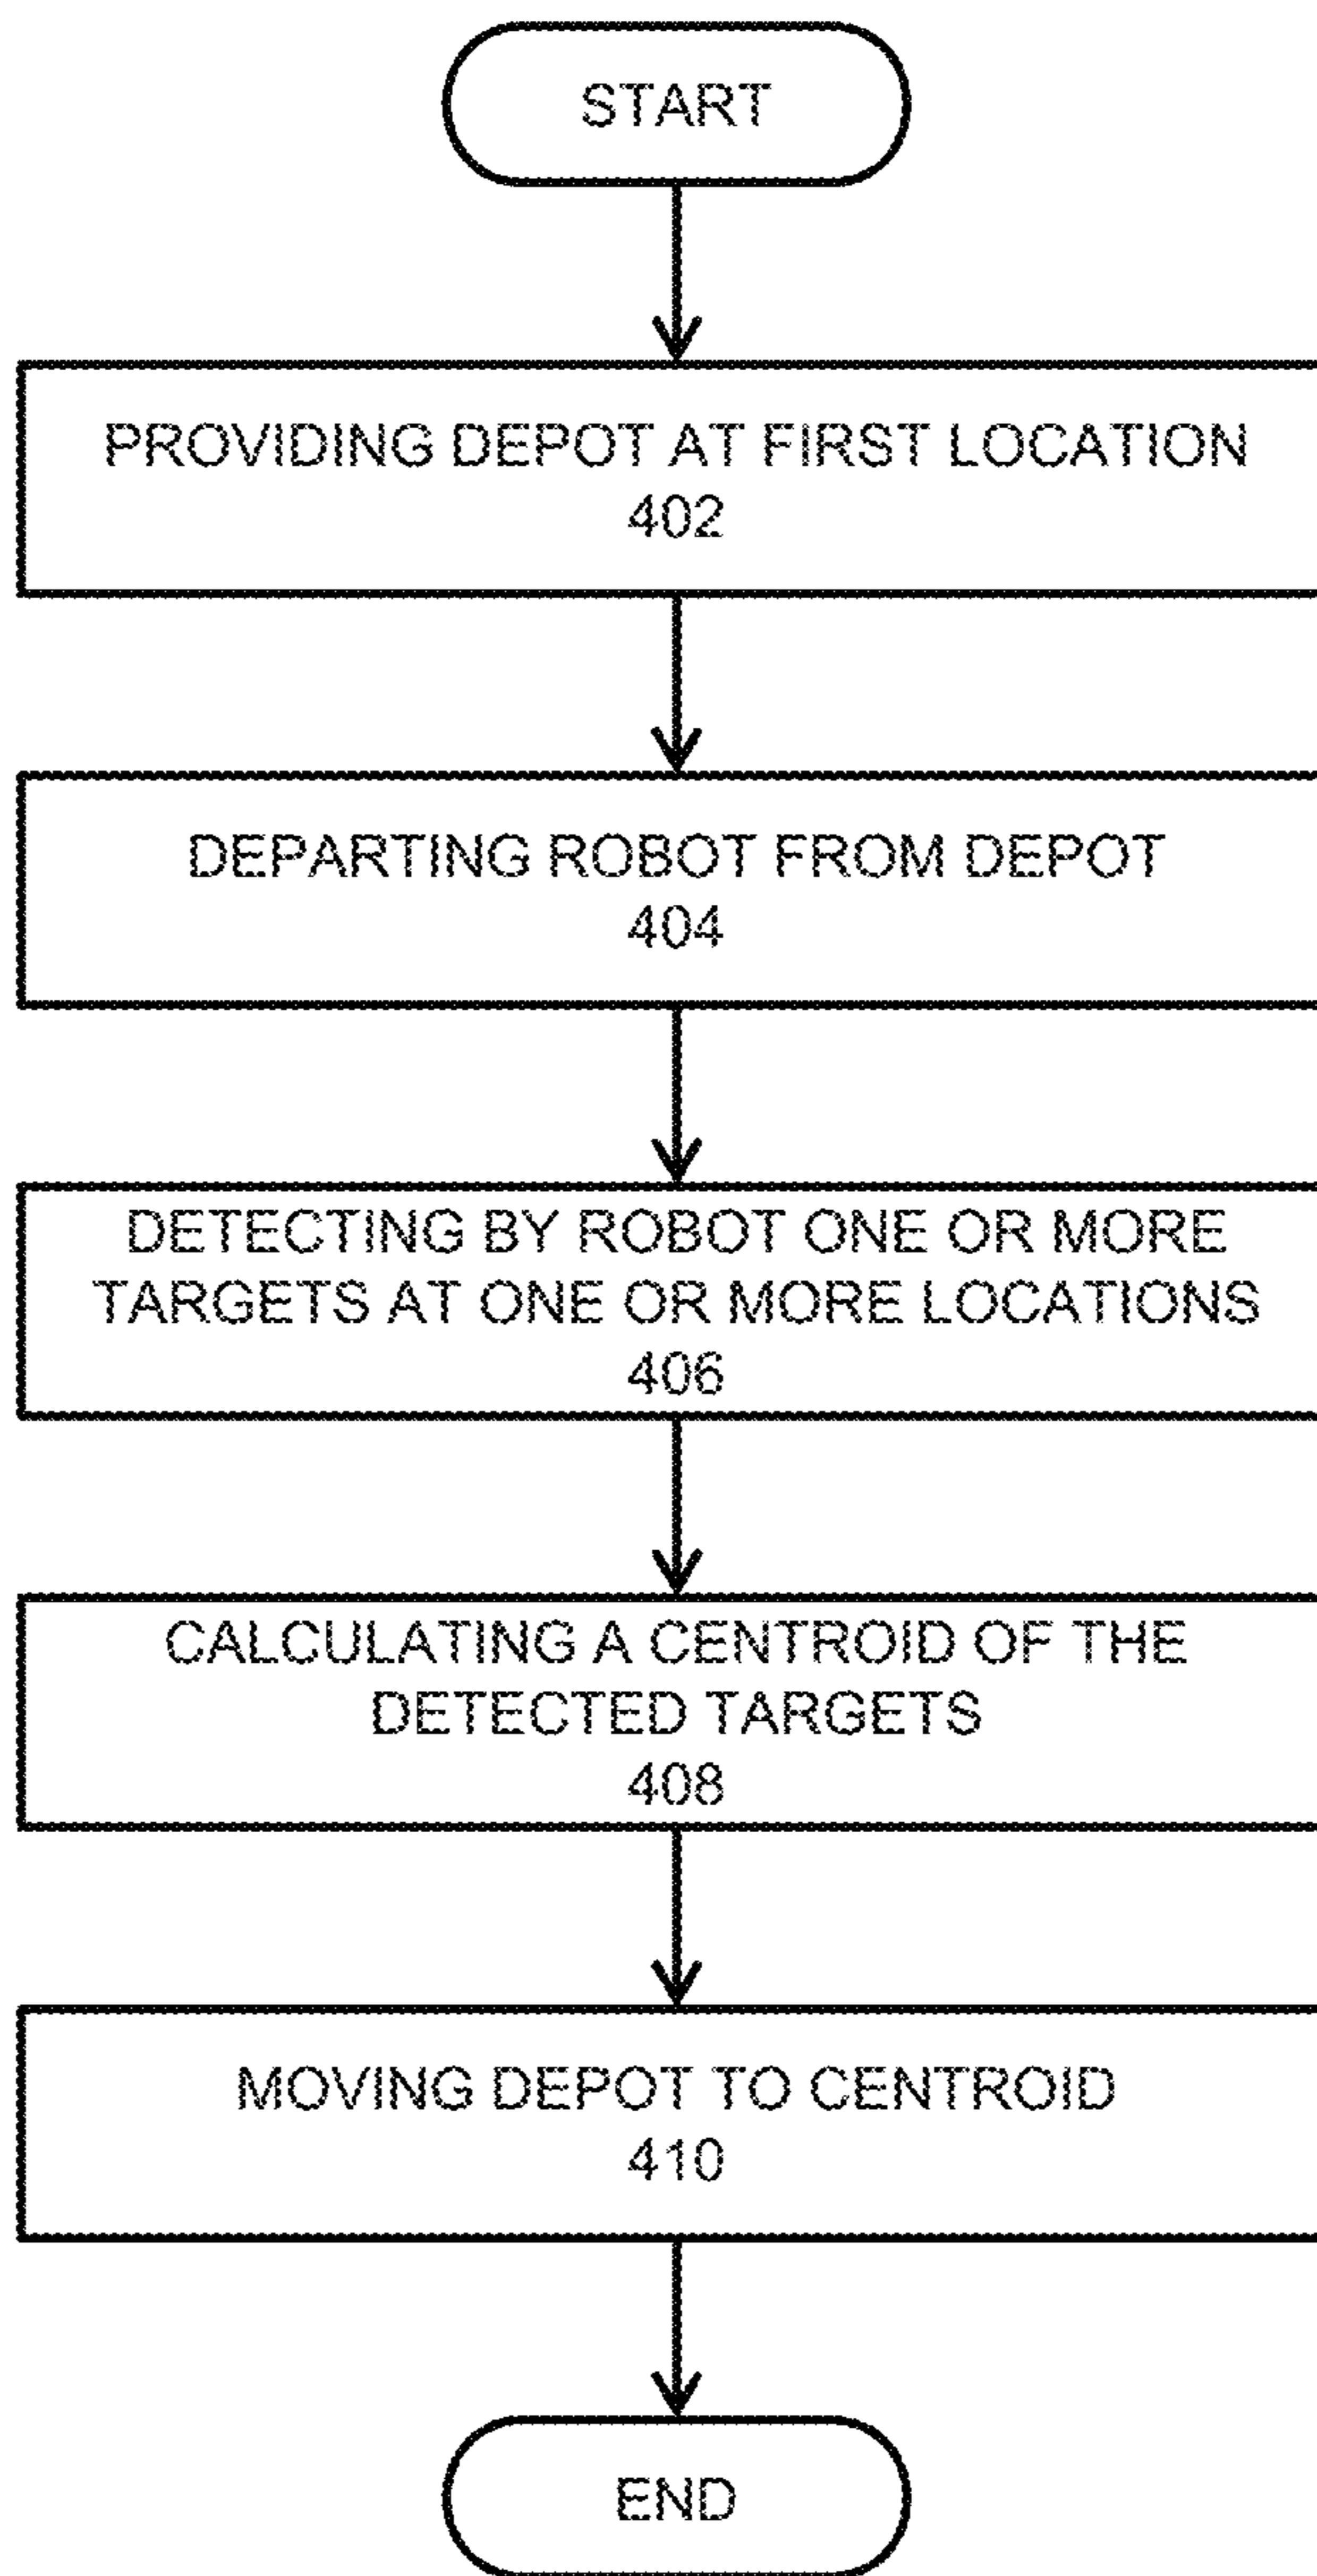 START
PROVIDING DEPOT AT FIRST LOCATION
402
DEPARTING ROBOT FROM DEPOT
404
DETECTING BY ROBOT ONE OR MORE
TARGETS AT ONE OR MORE LOCATIONS
406
CALCULATING A CENTROID OF THE
DETECTED TARGETS
408
MOVING DEPOT TO CENTROID
410
END